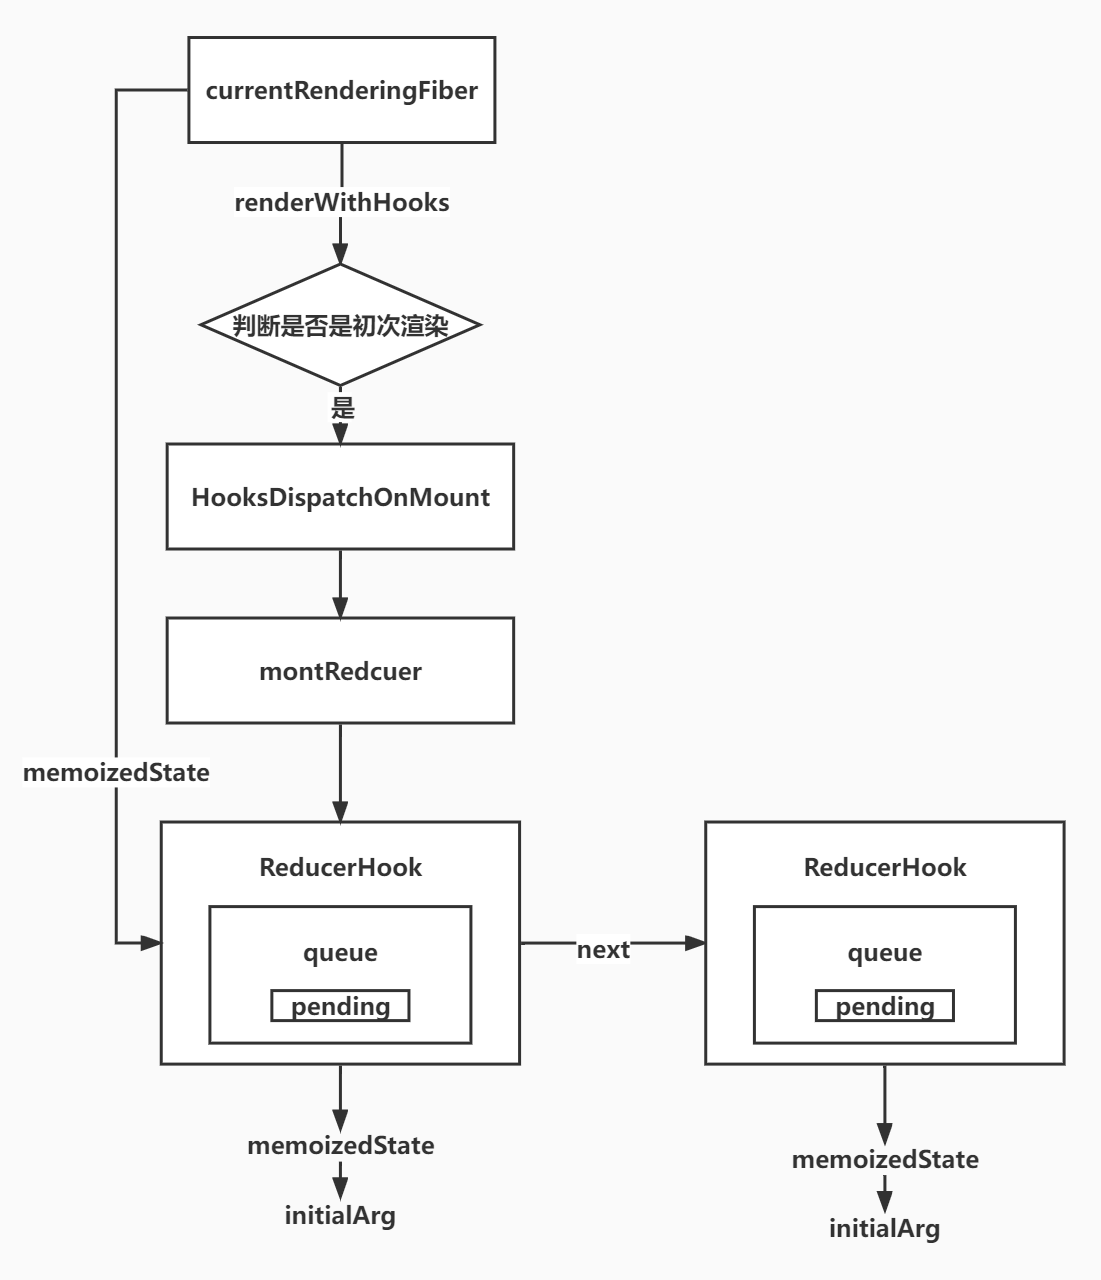 currentRenderingFiber
renderWithHooks
判断是否是初次渲染
是
HooksDispatchOnMount
montRedcuer
memoizedState
ReducerHook
queue
pending
next
ReducerHook
queue
pending
memoizedState
initialArg
memoizedState
initialArg